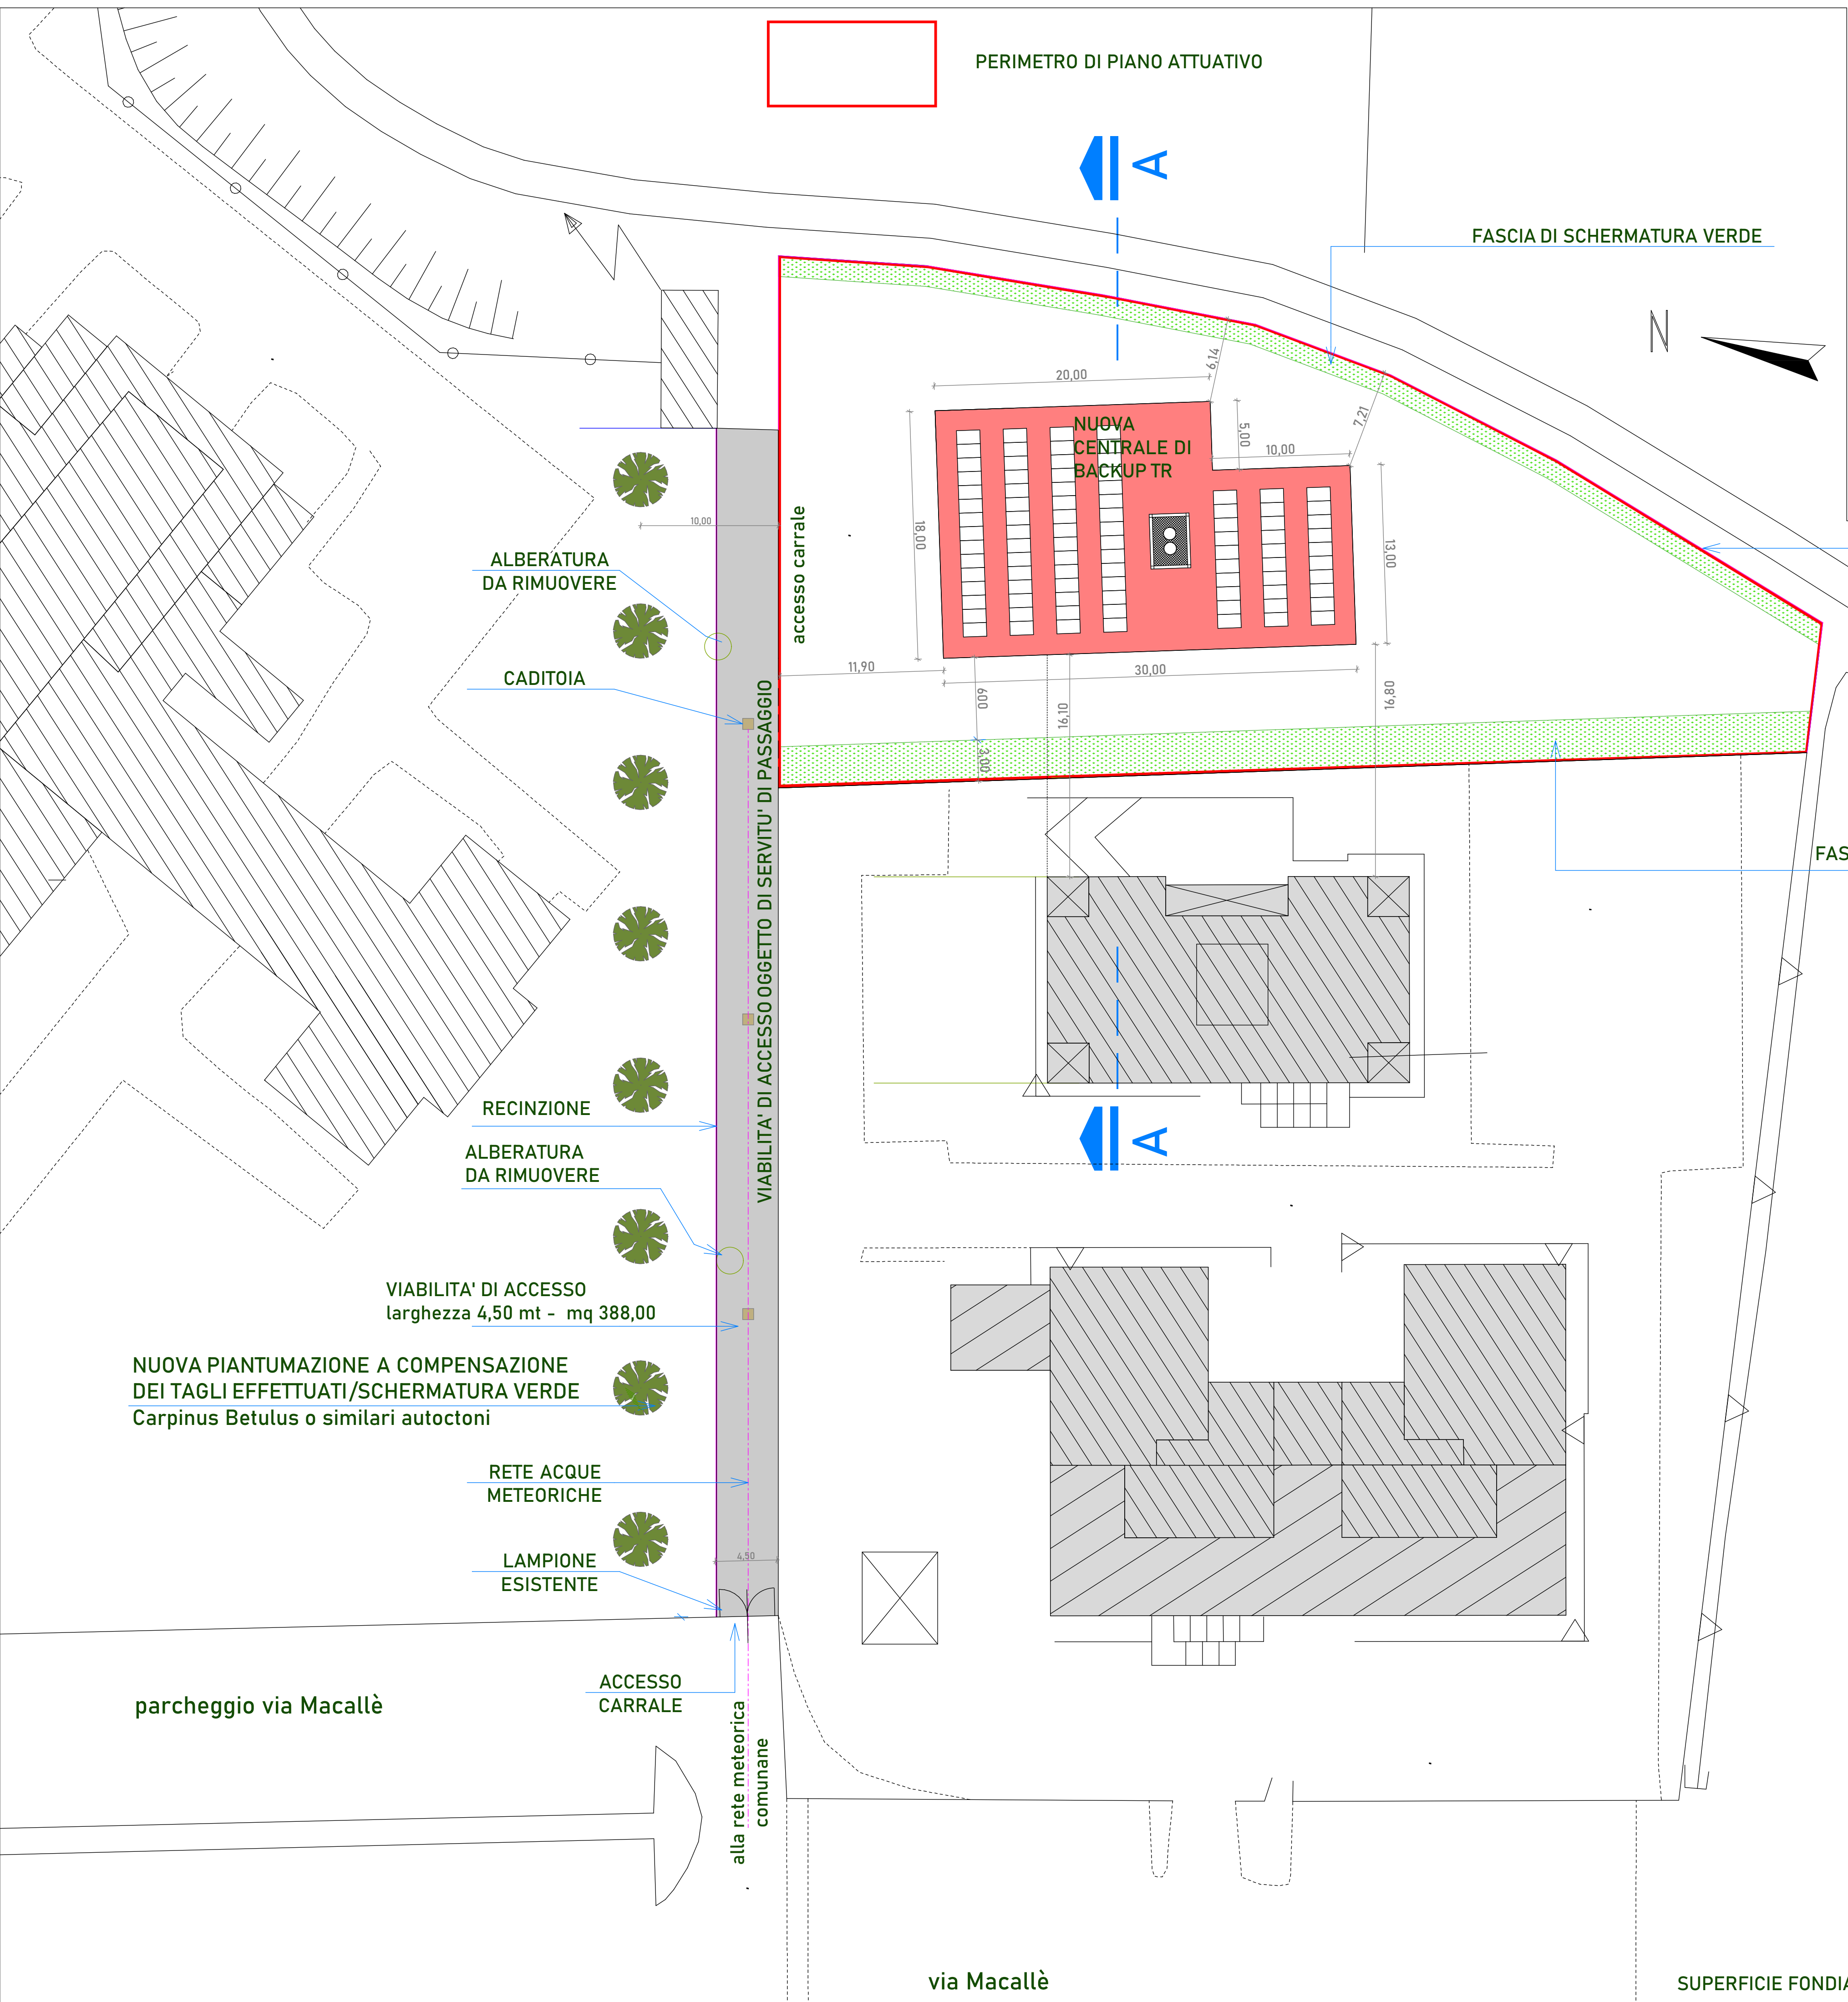 PERIMETRO DI PIANO ATTUATIVO
A
FASCIA DI SCHERMATURA VERDE
N
6,14
20,00
7,21
NUOVA
CENTRALE DI
BACKUP TR
5,00
10,00
18,00
13,00
10,00
accesso carrale
ALBERATURA
DA RIMUOVERE
11,90
30,00
CADITOIA
VIABILITA' DI ACCESSO OGGETTO DI SERVITU' DI PASSAGGIO
600
16,10
16,80
3,00
FAS
RECINZIONE
A
ALBERATURA
DA RIMUOVERE
VIABILITA' DI ACCESSO
larghezza 4,50 mt - mq 388,00
NUOVA PIANTUMAZIONE A COMPENSAZIONE
DEI TAGLI EFFETTUATI/SCHERMATURA VERDE
Carpinus Betulus o similari autoctoni
RETE ACQUE
METEORICHE
4,50
LAMPIONE
ESISTENTE
ACCESSO
CARRALE
parcheggio via Macallè
alla rete meteorica
comunane
via Macallè
SUPERFICIE FONDIA